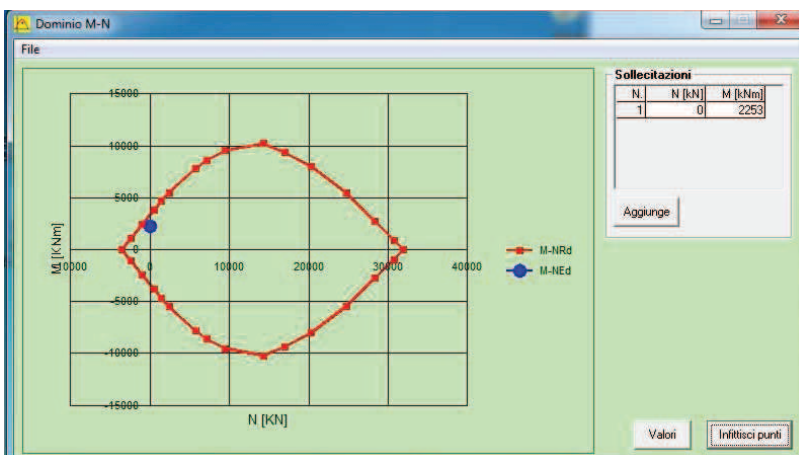 Dominio M-N
File
15000
10000
5000
0
-5000
-10000
-15000
M [KNm]
-10000
0
10000
20000
30000
40000
N [KN]
M-NRd
M-NEd
Sollecitazioni
N. N [kN] M [kNm]
1 0 2253
Aggiunge
Valori
Infittisci punti